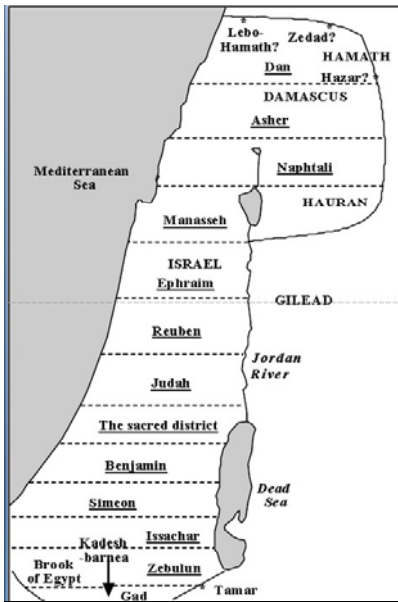 Lebo-
Hamath?
Zedad?
HAMATH
Dan
Hazar?
DAMASCUS
Asher
Mediterranean
Sea
Naphtali
HAURAN
Manasseh
ISRAEL
Ephraim
GILEAD
Reuben
Jordan
River
Judah
The sacred district
Benjamin
Dead
Sea
Simeon
Issachar
Kadesh
-barnea
Brook
of Egypt
Zebulun
Tamar
Gad